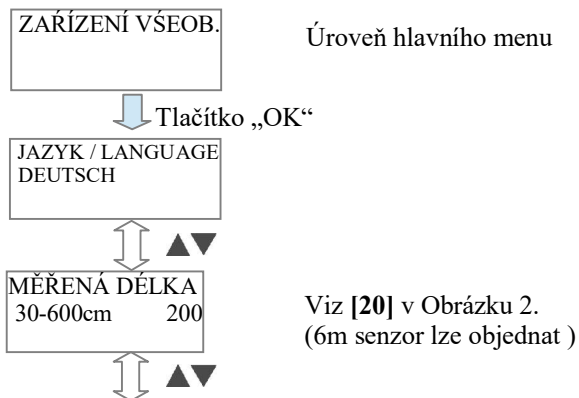 ZAŘÍZENÍ VŠEOB.
Úroveň hlavního menu
Tlačítko „OK“
JAZYK / LANGUAGE
DEUTSCH
MĚŘENÁ DÉLKA
30-600cm 200
Viz [20] v Obrázku 2.
(6m senzor lze objednat )